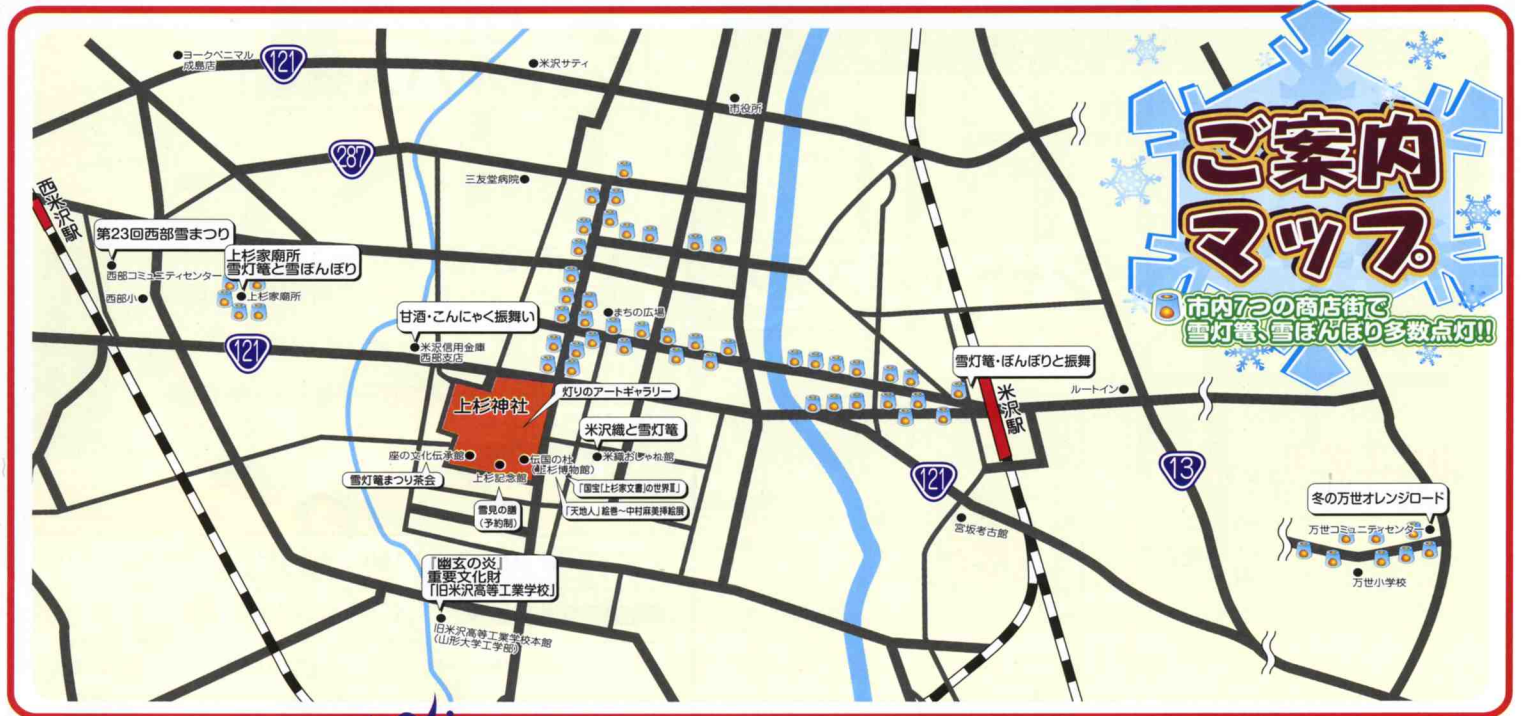 ご案内
マップ
市内7つの商店街で
雪灯篭、雪ぼんぼり多数点灯!!
ヨークベニマル
成島店
121
米沢サティ
市役所
287
三友堂病院
西米沢駅
第23回西部雪まつり
西部コミュニティセンター
西部小
上杉家廟所
雪灯篭と雪ぼんぼり
上杉家廟所
甘酒・こんにゃく振舞い
米沢信用金庫
西部支店
まちの広場
121
雪灯篭・ぼんぼりと振舞
米沢駅
ルートイン
上杉神社
灯りのアートギャラリー
米沢織と雪灯篭
米織おしゃれ館
座の文化伝承館
雪灯篭まつり茶会
上杉記念館
雪見の膳
(予約制)
伝国の杜
(上杉博物館)
「国宝「上杉家文書」の世界Ⅲ」
「天地人」絵巻~中村麻美挿絵展
121
13
宮坂考古館
冬の万世オレンジロード
万世コミュニティセンター
万世小学校
『幽玄の炎』
重要文化財
「旧米沢高等工業学校」
旧米沢高等工業学校本館
(山形大学工学部)